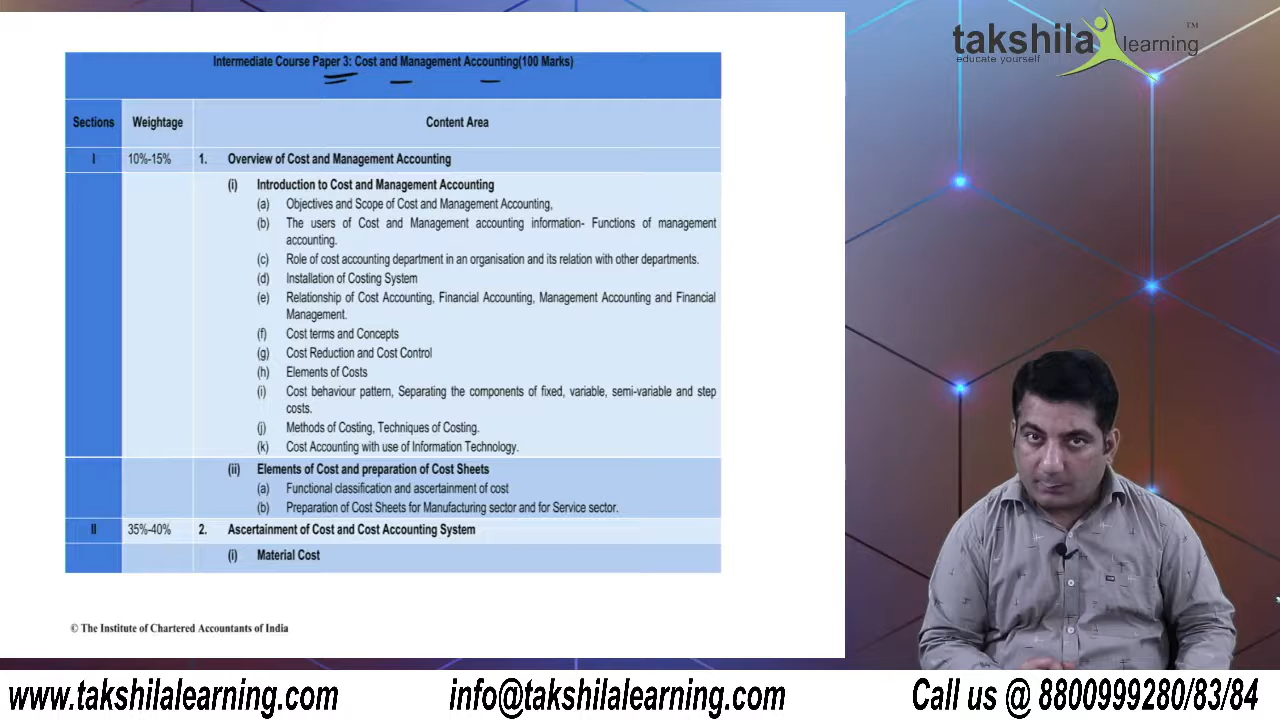 Intermediate Course Paper 3: Cost and Management Accounting(100 Marks)
Sections Weightage Content Area
I 10%-15% 1. Overview of Cost and Management Accounting
(i) Introduction to Cost and Management Accounting
(a) Objectives and Scope of Cost and Management Accounting,
(b) The users of Cost and Management accounting information- Functions of management
accounting.
(c) Role of cost accounting department in an organisation and its relation with other departments.
(d) Installation of Costing System
(e) Relationship of Cost Accounting, Financial Accounting, Management Accounting and Financial
Management.
(f) Cost terms and Concepts
(g) Cost Reduction and Cost Control
(h) Elements of Costs
(i) Cost behaviour pattern, Separating the components of fixed, variable, semi-variable and step
costs.
(j) Methods of Costing, Techniques of Costing.
(k) Cost Accounting with use of Information Technology.
(ii) Elements of Cost and preparation of Cost Sheets
(a) Functional classification and ascertainment of cost
(b) Preparation of Cost Sheets for Manufacturing sector and for Service sector.
II 35%-40% 2. Ascertainment of Cost and Cost Accounting System
(i) Material Cost
© The Institute of Chartered Accountants of India
takshila learning TM
educate yourself
www.takshilalearning.com info@takshilalearning.com Call us @ 8800999280/83/84